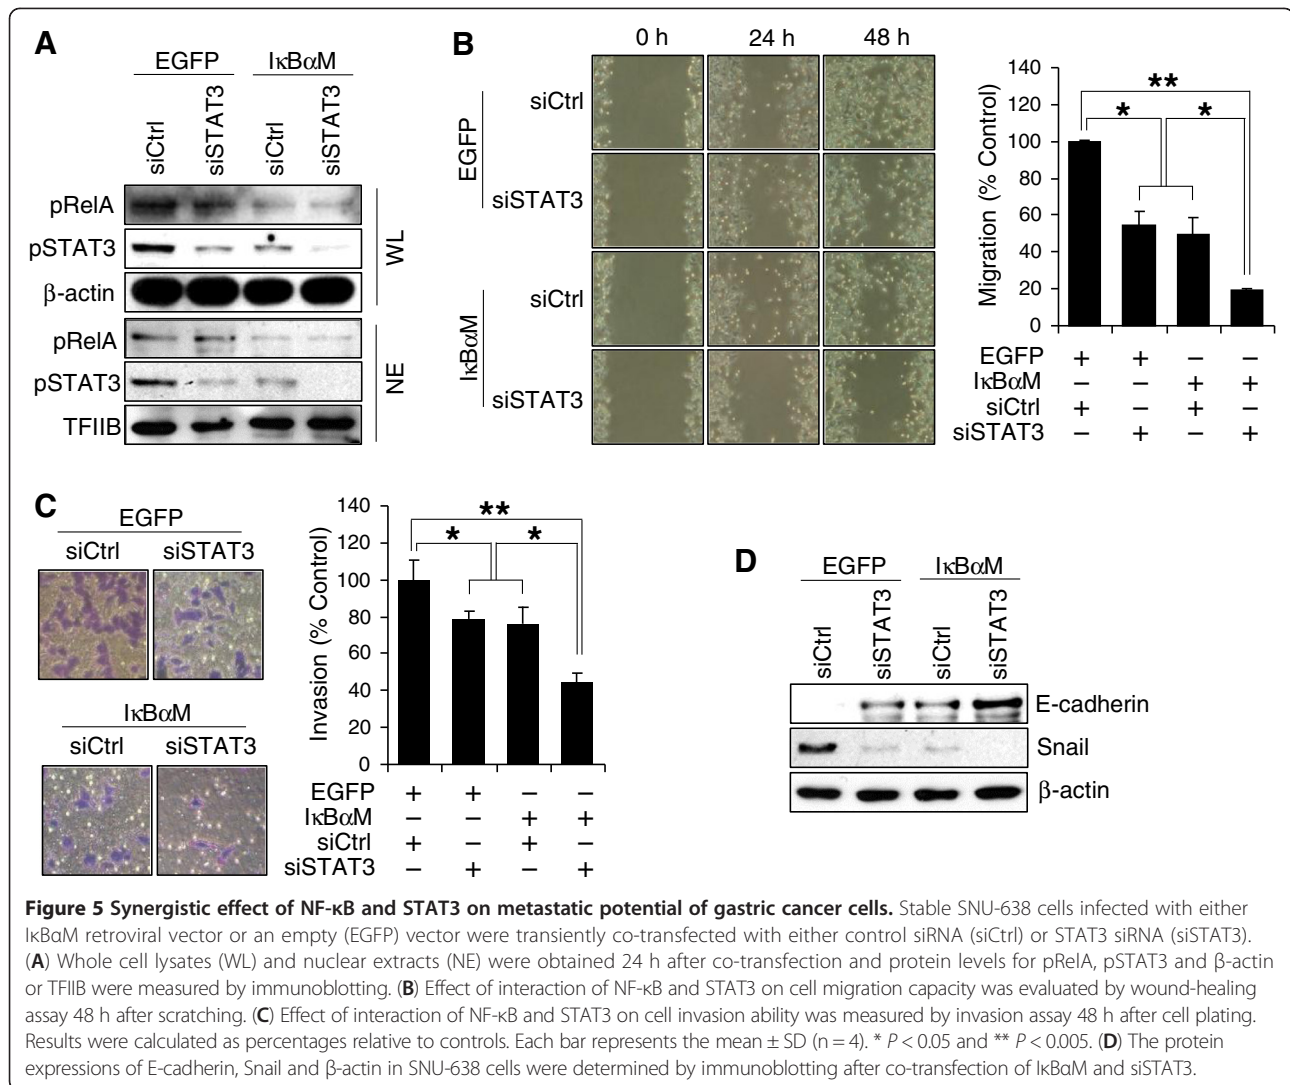 A
EGFP IκBαM
siCtrl siSTAT3 siCtrl siSTAT3
pRelA
pSTAT3
β-actin
WL
pRelA
pSTAT3
TFIIB
NE
B
0 h 24 h 48 h
EGFP
siCtrl
siSTAT3
IκBαM
siCtrl
siSTAT3
Migration (% Control)
140
120
100
80
60
40
20
0
**
* *
EGFP + + – –
IκBαM – – + +
siCtrl + – + –
siSTAT3 – + – +
C
EGFP
siCtrl siSTAT3
IκBαM
siCtrl siSTAT3
Invasion (% Control)
140
120
100
80
60
40
20
0
**
* *
EGFP + + – –
IκBαM – – + +
siCtrl + – + –
siSTAT3 – + – +
D
EGFP IκBαM
siCtrl siSTAT3 siCtrl siSTAT3
E-cadherin
Snail
β-actin
Figure 5 Synergistic effect of NF-κB and STAT3 on metastatic potential of gastric cancer cells. Stable SNU-638 cells infected with either
IκBαM retroviral vector or an empty (EGFP) vector were transiently co-transfected with either control siRNA (siCtrl) or STAT3 siRNA (siSTAT3).
(A) Whole cell lysates (WL) and nuclear extracts (NE) were obtained 24 h after co-transfection and protein levels for pRelA, pSTAT3 and β-actin
or TFIIB were measured by immunoblotting. (B) Effect of interaction of NF-κB and STAT3 on cell migration capacity was evaluated by wound-healing
assay 48 h after scratching. (C) Effect of interaction of NF-κB and STAT3 on cell invasion ability was measured by invasion assay 48 h after cell plating.
Results were calculated as percentages relative to controls. Each bar represents the mean ± SD (n = 4). * P < 0.05 and ** P < 0.005. (D) The protein
expressions of E-cadherin, Snail and β-actin in SNU-638 cells were determined by immunoblotting after co-transfection of IκBαM and siSTAT3.